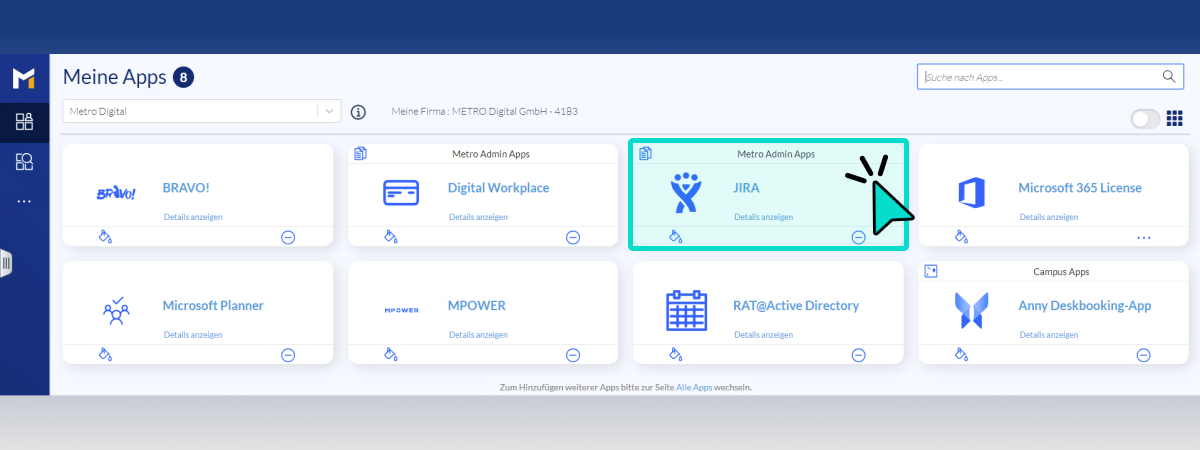 Meine Apps 8
Suche nach Apps...
Metro Digital
Meine Firma : METRO Digital GmbH - 4183
BRAVO!
BRAVO!
Details anzeigen
Metro Admin Apps
Digital Workplace
Details anzeigen
Metro Admin Apps
JIRA
Details anzeigen
Microsoft 365 License
Details anzeigen
Microsoft Planner
Details anzeigen
MPOWER
MPOWER
Details anzeigen
RAT@Active Directory
Details anzeigen
Campus Apps
Anny Deskbooking-App
Details anzeigen
Zum Hinzufügen weiterer Apps bitte zur Seite Alle Apps wechseln.